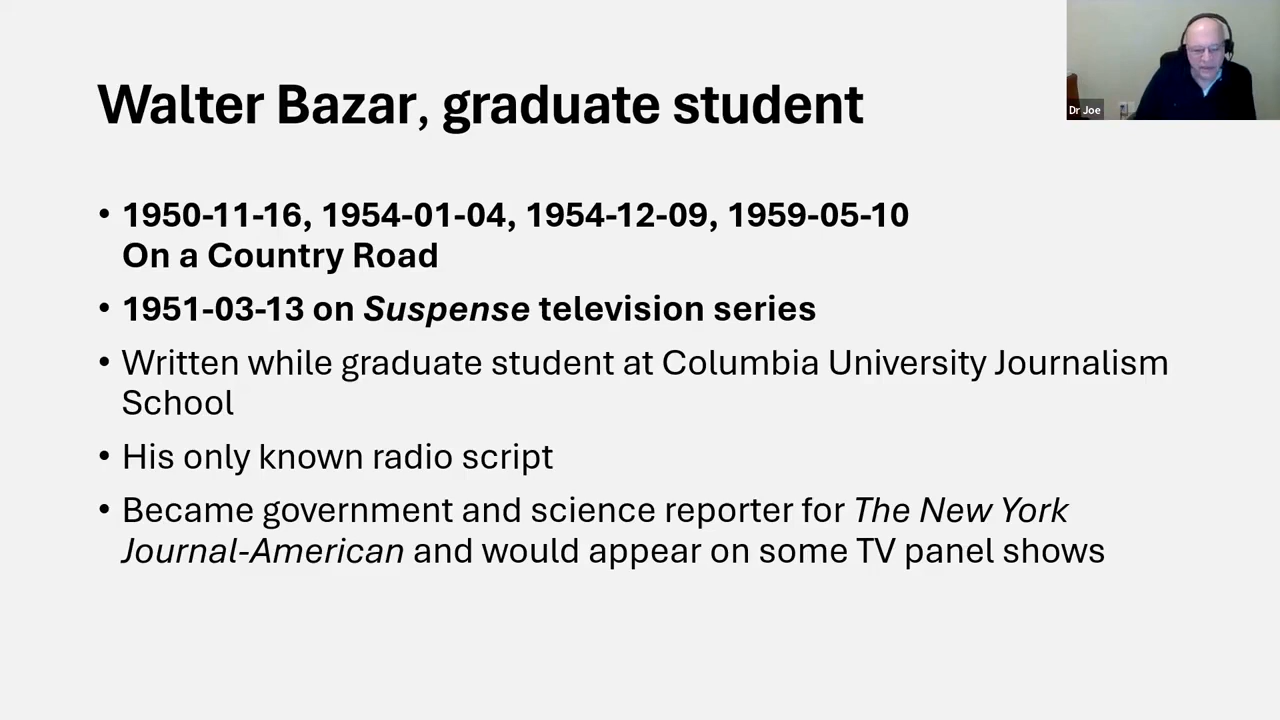 Walter Bazar, graduate student
Dr Joe
• 1950-11-16, 1954-01-04, 1954-12-09, 1959-05-10
On a Country Road
• 1951-03-13 on Suspense television series
• Written while graduate student at Columbia University Journalism
School
• His only known radio script
• Became government and science reporter for The New York
Journal-American and would appear on some TV panel shows